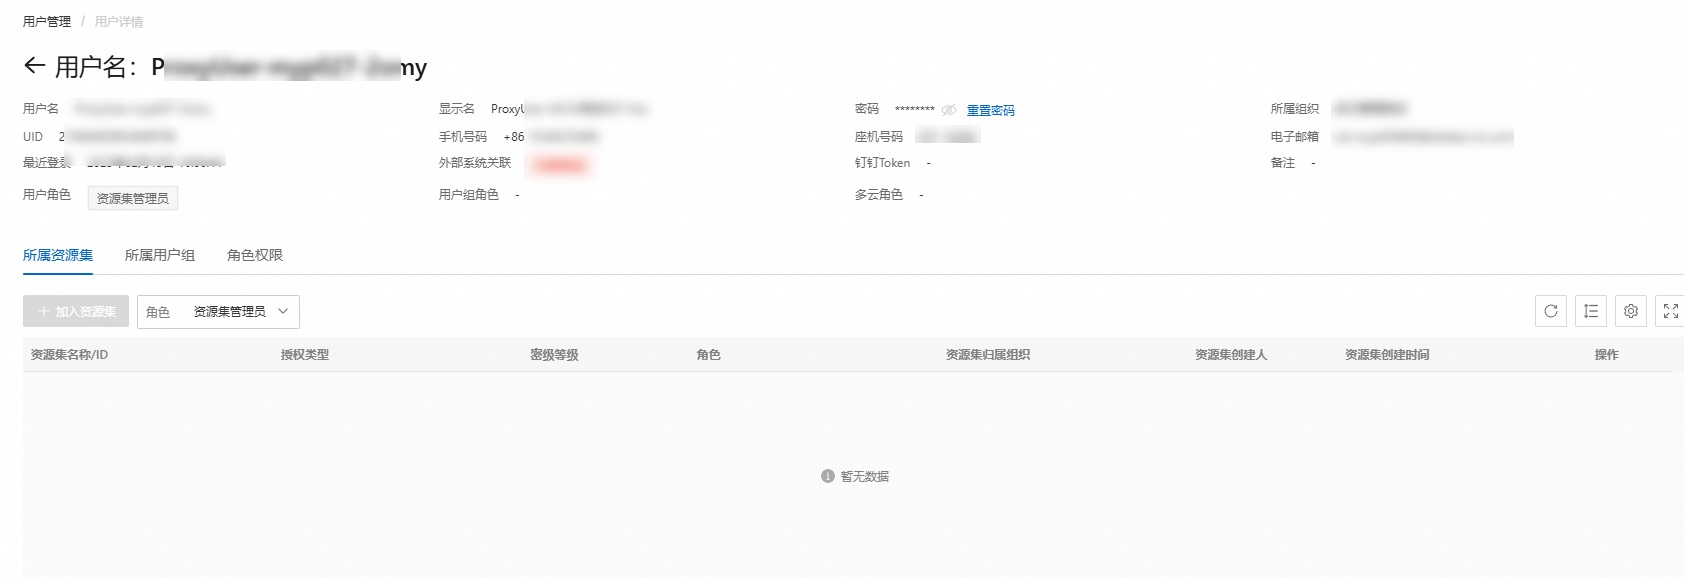 用户管理 / 用户详情
← 用户名: P my
用户名 显示名 ProxyU 密码 ******** 重置密码 所属组织
UID 2 手机号码 +86 座机号码 电子邮箱
最近登录 外部系统关联 钉钉Token - 备注 -
用户角色 资源集管理员 用户组角色 - 多云角色 -
所属资源集 所属用户组 角色权限
+ 加入资源集 角色 资源集管理员
资源集名称/ID 授权类型 密级等级 角色 资源集归属组织 资源集创建人 资源集创建时间 操作
暂无数据